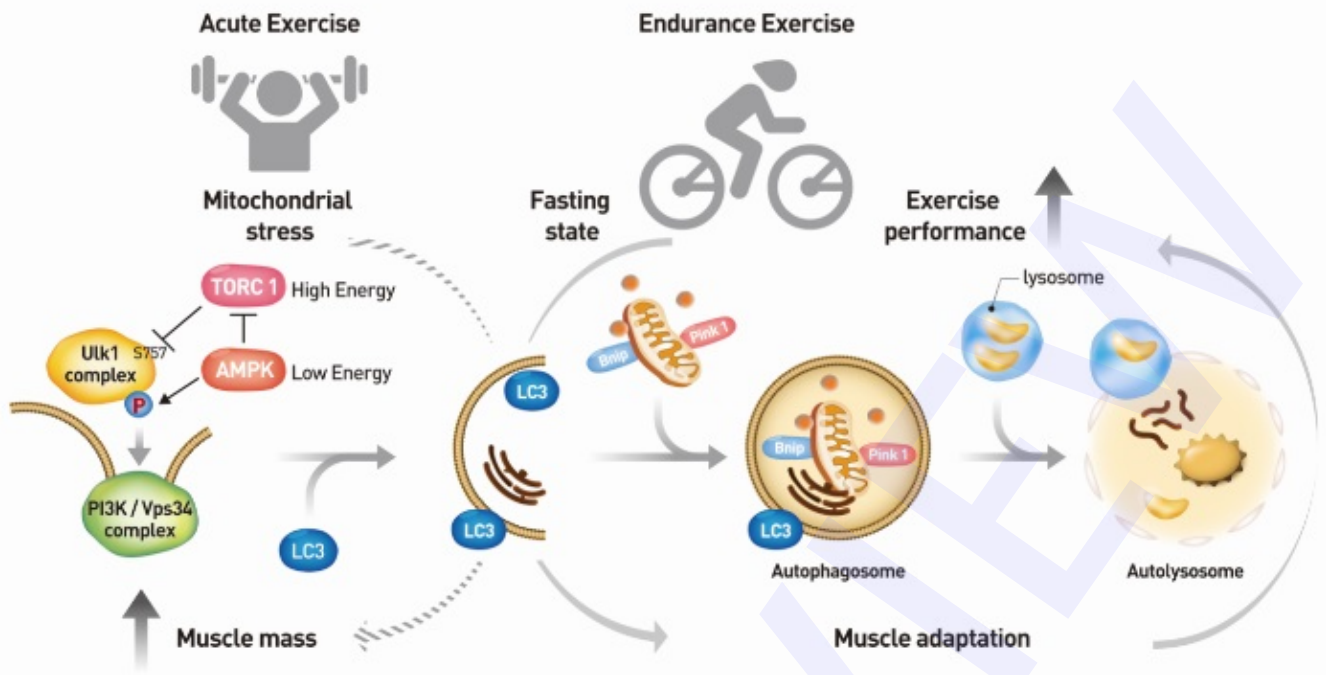 Acute Exercise
Endurance Exercise
Mitochondrial
stress
Fasting
state
Exercise
performance
TORC 1
High Energy
lysosome
Ulk1
complex
S757
AMPK
Low Energy
P
Bnip
Pink 1
LC3
PI3K / Vps34
complex
LC3
LC3
Bnip
Pink 1
LC3
Autophagosome
Autolysosome
Muscle mass
Muscle adaptation